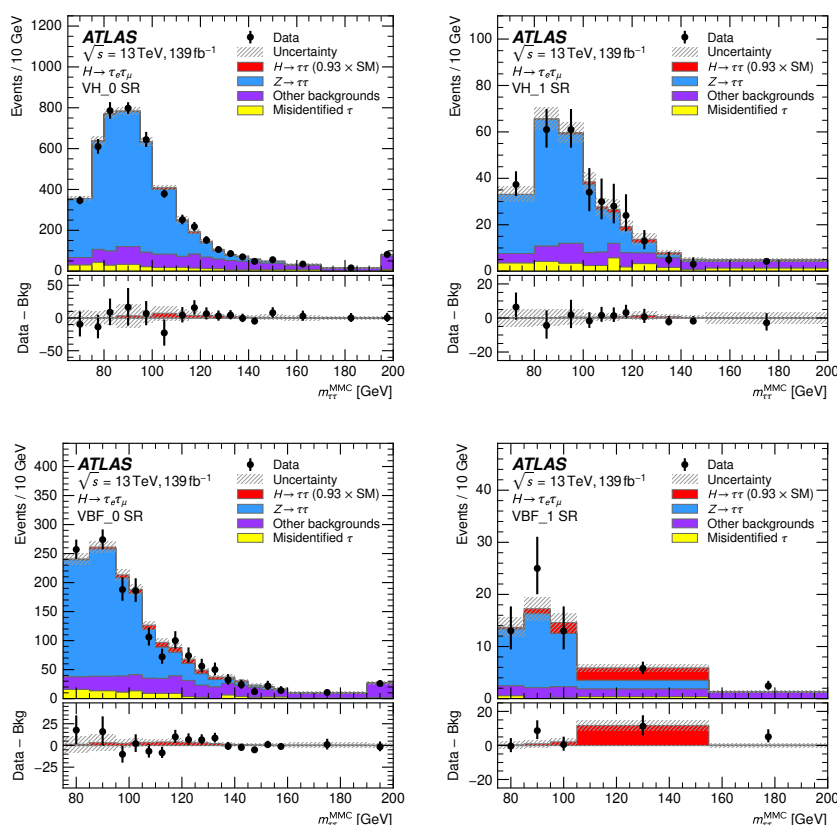 ATLAS
√s = 13 TeV, 139 fb⁻¹
H→ τₑτ_μ
VH_0 SR
Data
Uncertainty
H→ ττ (0.93 × SM)
Z→ ττ
Other backgrounds
Misidentified τ
Events / 10 GeV
1200
1000
800
600
400
200
0
Data − Bkg
50
0
−50
80 100 120 140 160 180 200
m_ττ^MMC [GeV]
ATLAS
√s = 13 TeV, 139 fb⁻¹
H→ τₑτ_μ
VH_1 SR
Data
Uncertainty
H→ ττ (0.93 × SM)
Z→ ττ
Other backgrounds
Misidentified τ
Events / 10 GeV
100
80
60
40
20
0
Data − Bkg
20
0
−20
80 100 120 140 160 180 200
m_ττ^MMC [GeV]
ATLAS
√s = 13 TeV, 139 fb⁻¹
H→ τₑτ_μ
VBF_0 SR
Data
Uncertainty
H→ ττ (0.93 × SM)
Z→ ττ
Other backgrounds
Misidentified τ
Events / 10 GeV
400
350
300
250
200
150
100
50
0
Data − Bkg
25
0
−25
80 100 120 140 160 180 200
m_ττ^MMC [GeV]
ATLAS
√s = 13 TeV, 139 fb⁻¹
H→ τₑτ_μ
VBF_1 SR
Data
Uncertainty
H→ ττ (0.93 × SM)
Z→ ττ
Other backgrounds
Misidentified τ
Events / 10 GeV
40
30
20
10
0
Data − Bkg
20
0
−20
80 100 120 140 160 180 200
m_ττ^MMC [GeV]